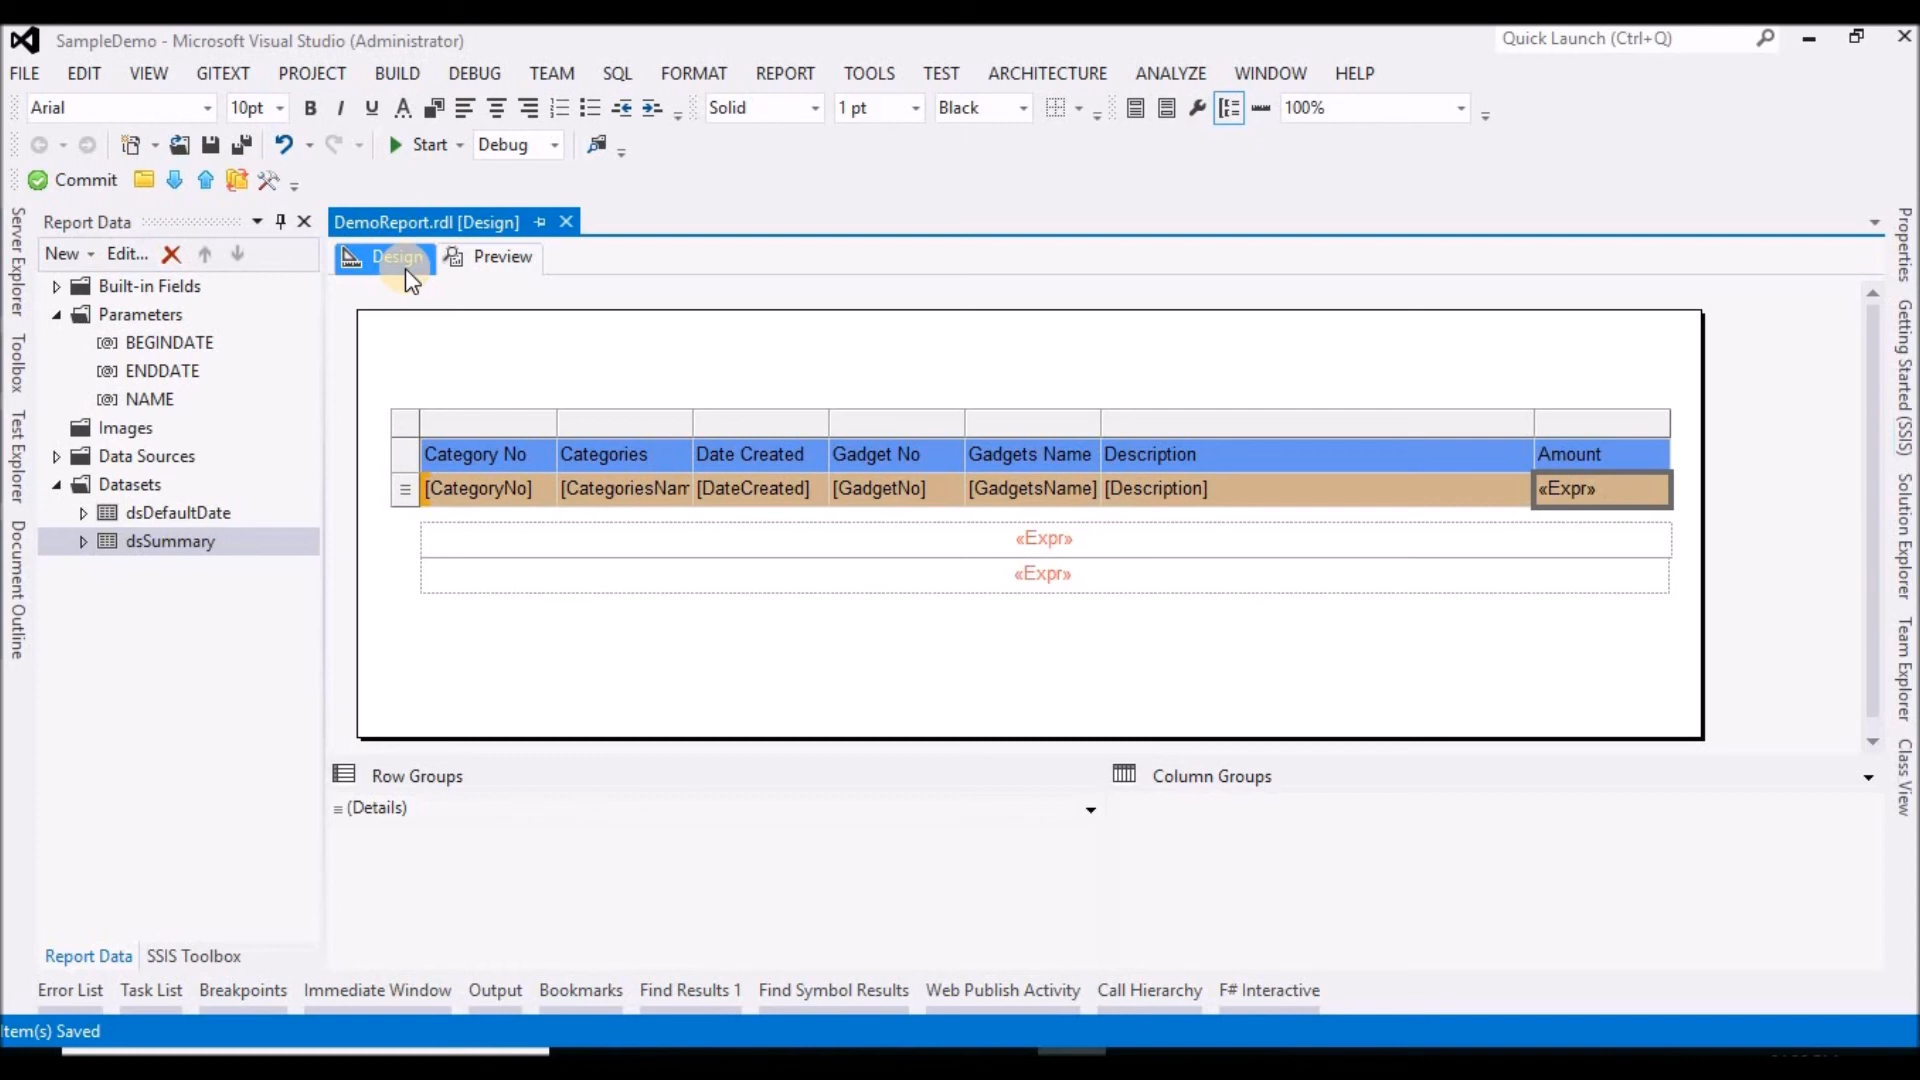 SampleDemo - Microsoft Visual Studio (Administrator)
Quick Launch (Ctrl+Q)
FILE EDIT VIEW GITEXT PROJECT BUILD DEBUG TEAM SQL FORMAT REPORT TOOLS TEST ARCHITECTURE ANALYZE WINDOW HELP
Arial 10pt B I U A Solid 1 pt Black 100%
Start Debug
Commit
Report Data
DemoReport.rdl [Design]
New Edit...
Design Preview
Built-in Fields
Parameters
[@] BEGINDATE
[@] ENDDATE
[@] NAME
Images
Data Sources
Datasets
dsDefaultDate
dsSummary
Category No Categories Date Created Gadget No Gadgets Name Description Amount
[CategoryNo] [CategoriesNam [DateCreated] [GadgetNo] [GadgetsName] [Description] «Expr»
«Expr»
«Expr»
Row Groups
Column Groups
(Details)
Report Data SSIS Toolbox
Error List Task List Breakpoints Immediate Window Output Bookmarks Find Results 1 Find Symbol Results Web Publish Activity Call Hierarchy F# Interactive
Item(s) Saved
Server Explorer
Toolbox
Test Explorer
Document Outline
Properties
Getting Started (SSIS)
Solution Explorer
Team Explorer
Class View